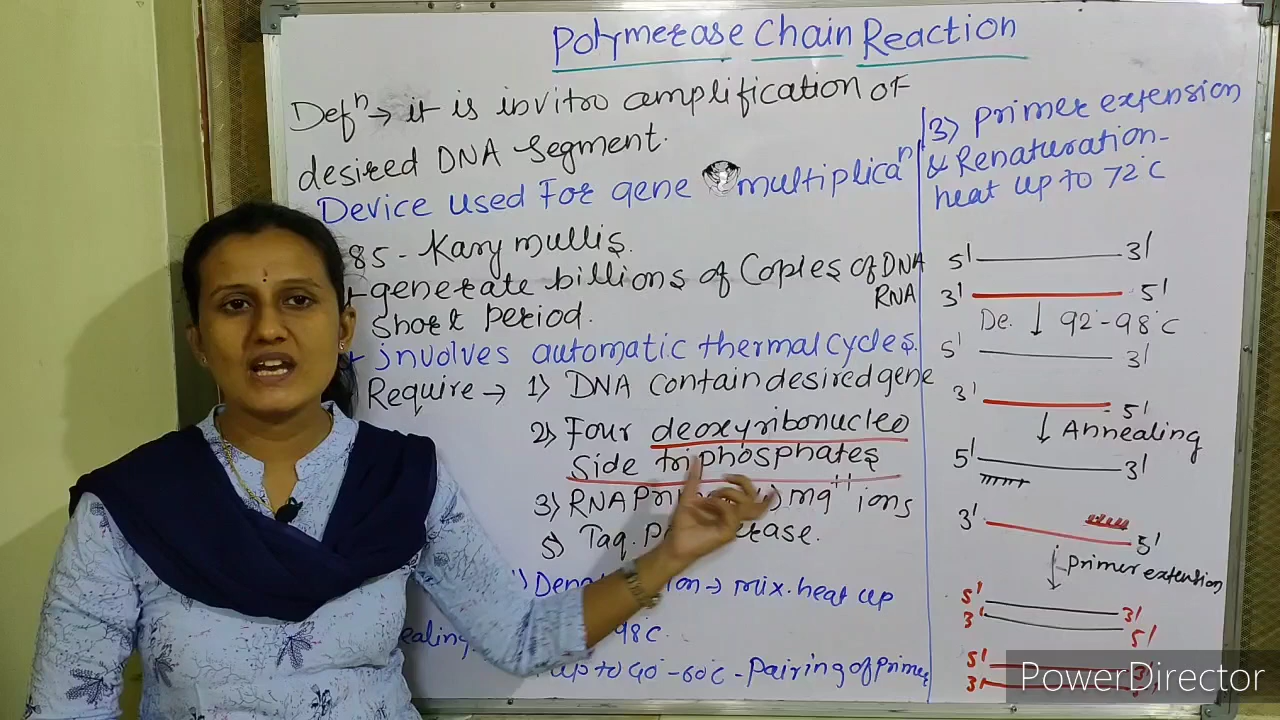 Polymerase Chain Reaction
Defⁿ → it is invitro amplification of
desired DNA segment.
Device used for gene multiplicaⁿ
85 - Kary mullis.
generate billions of Copies of DNA
RNA
short period.
involves automatic thermal cycles.
Require → 1) DNA contain desired gene
2) Four deoxyribonucleo
side triphosphates
3) RNA mg⁺⁺ ions
5) Taq.
→ mix. heat up
98c.
up to 40°-60c - Pairing of Primer
3) Primer extension
& Renaturation -
heat up to 72°c
5' 3'
3' 5'
De. ↓ 92°-98°c
5' 3'
3' 5'
↓ Annealing
5' 3'
3' 5'
↓ primer extension
5' 3'
3' 5'
5' 3'
3'
PowerDirector